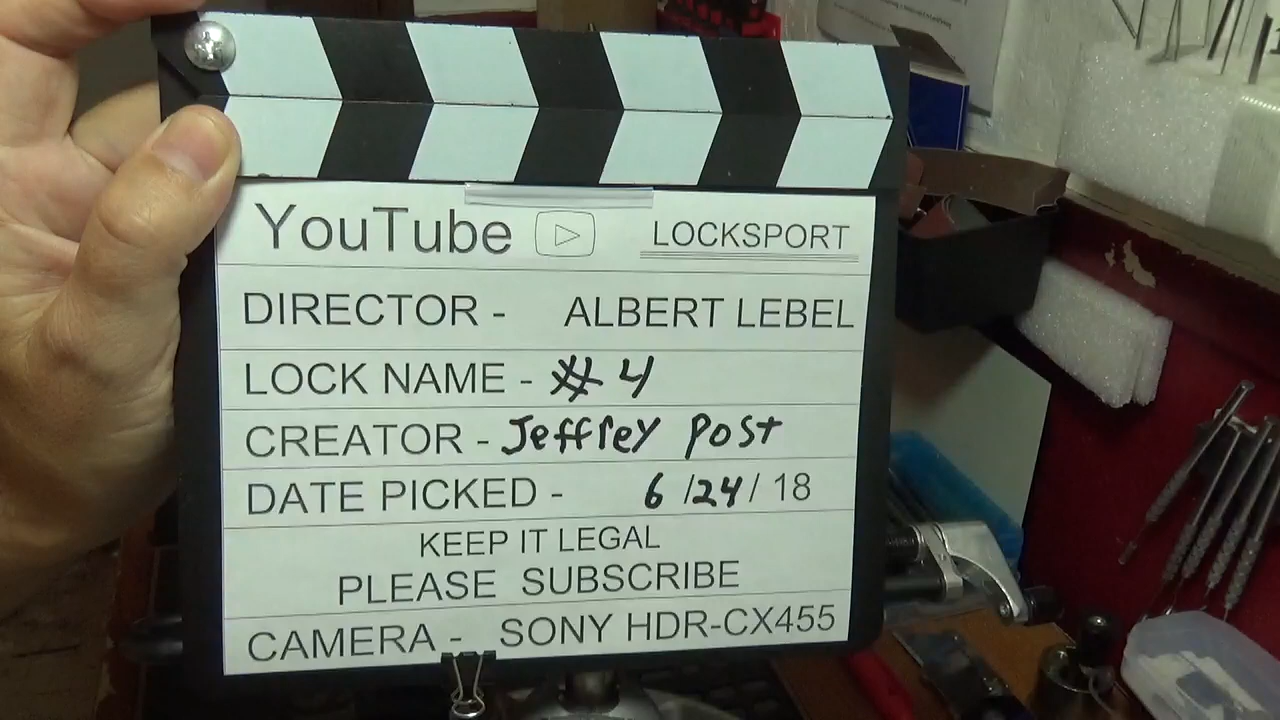 YouTube LOCKSPORT
DIRECTOR - ALBERT LEBEL
LOCK NAME - # 4
CREATOR - Jeffrey Post
DATE PICKED - 6 /24/ 18
KEEP IT LEGAL
PLEASE SUBSCRIBE
CAMERA - SONY HDR-CX455